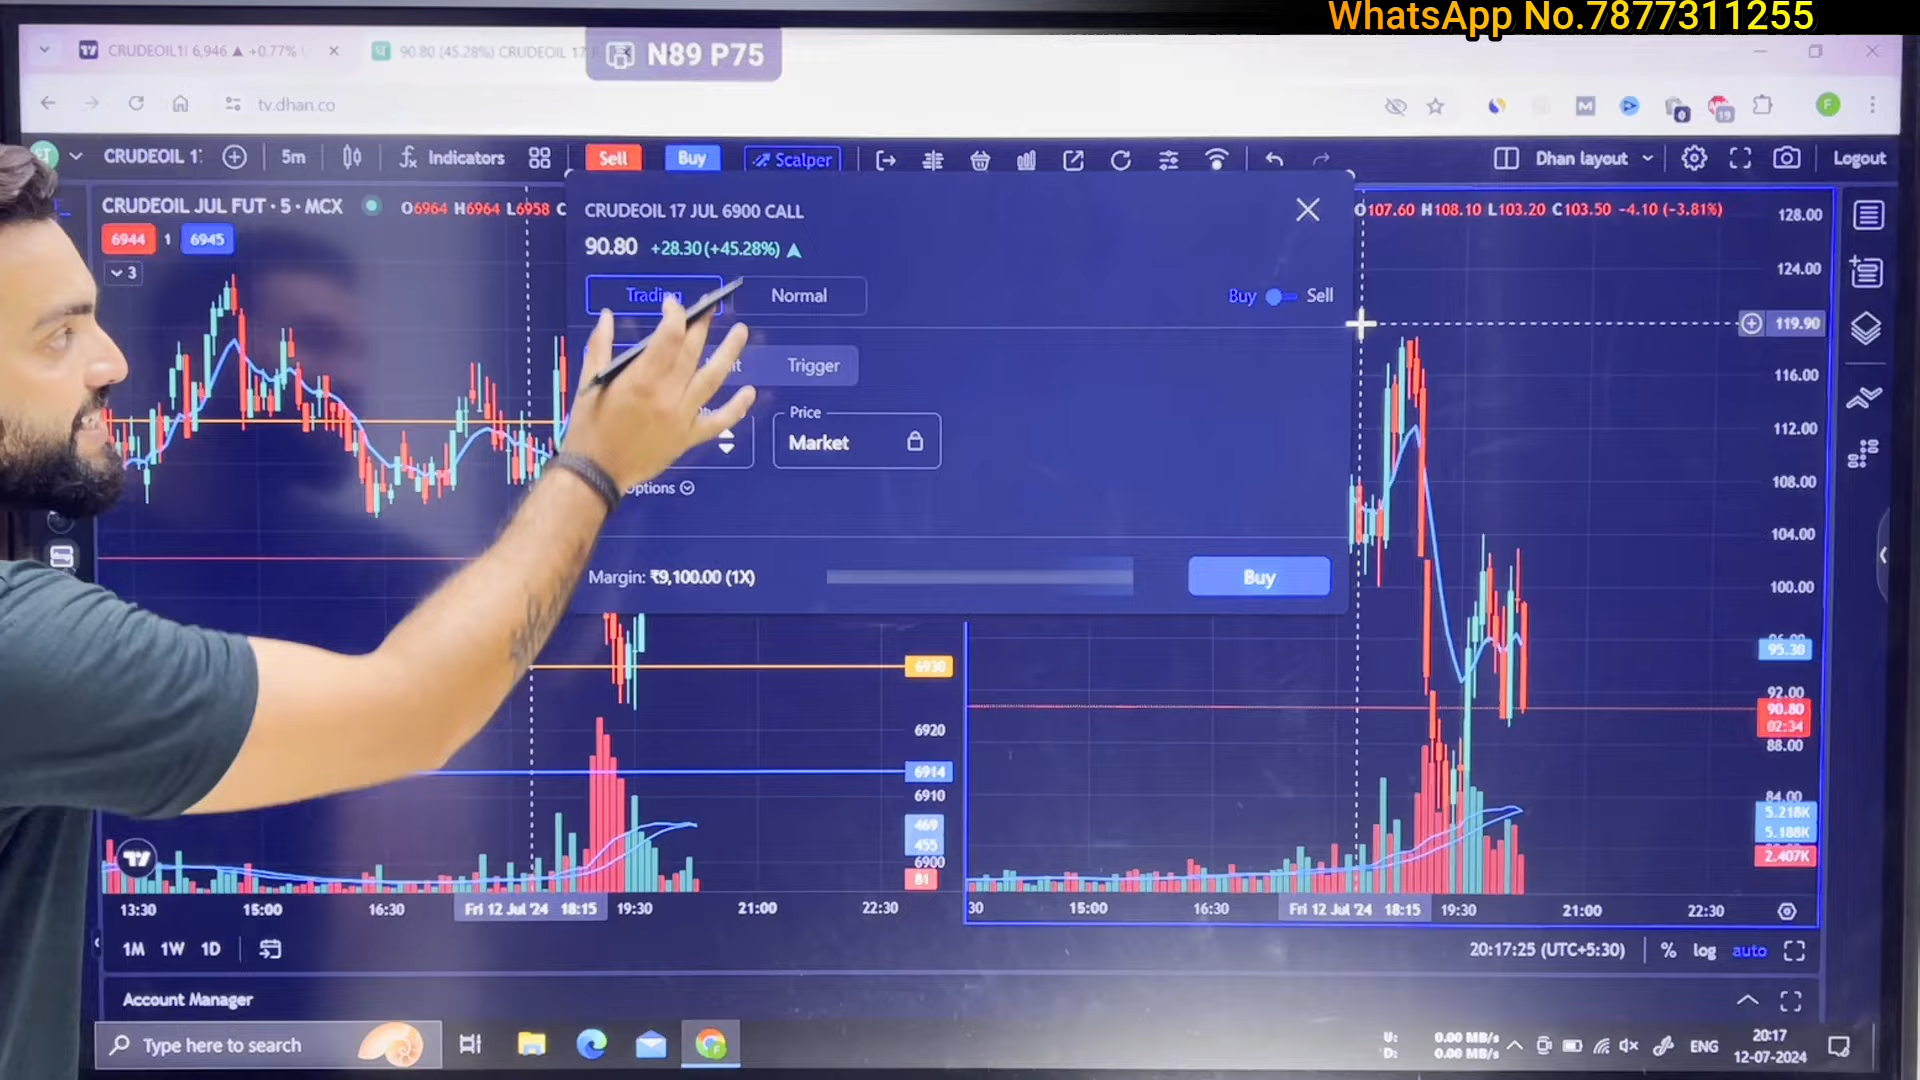 WhatsApp No.7877311255
CRUDEOIL1! 6,946 ▲ +0.77%
90.80 (45.28%) CRUDEOIL 17
N89 P75
tv.dhan.co
CRUDEOIL 1
5m
Indicators
Sell
Buy
Scalper
Dhan layout
Logout
CRUDEOIL JUL FUT · 5 · MCX
O6964 H6964 L6958 C
6944 1 6945
3
CRUDEOIL 17 JUL 6900 CALL
90.80 +28.30 (+45.28%) ▲
Trading
Normal
Buy
Sell
Trigger
Price
Market
Options
Margin: ₹9,100.00 (1X)
Buy
O107.60 H108.10 L103.20 C103.50 -4.10 (-3.81%)
128.00
124.00
119.90
116.00
112.00
108.00
104.00
100.00
95.30
92.00
90.80
02:34
88.00
84.00
5.218K
5.188K
2.407K
6930
6920
6914
6910
469
455
6900
81
13:30 15:00 16:30 Fri 12 Jul '24 18:15 19:30 21:00 22:30
30 15:00 16:30 Fri 12 Jul '24 18:15 19:30 21:00 22:30
1M 1W 1D
20:17:25 (UTC+5:30) % log auto
Account Manager
Type here to search
U: 0.00 MB/s
D: 0.00 MB/s
ENG
20:17
12-07-2024
0
19
F